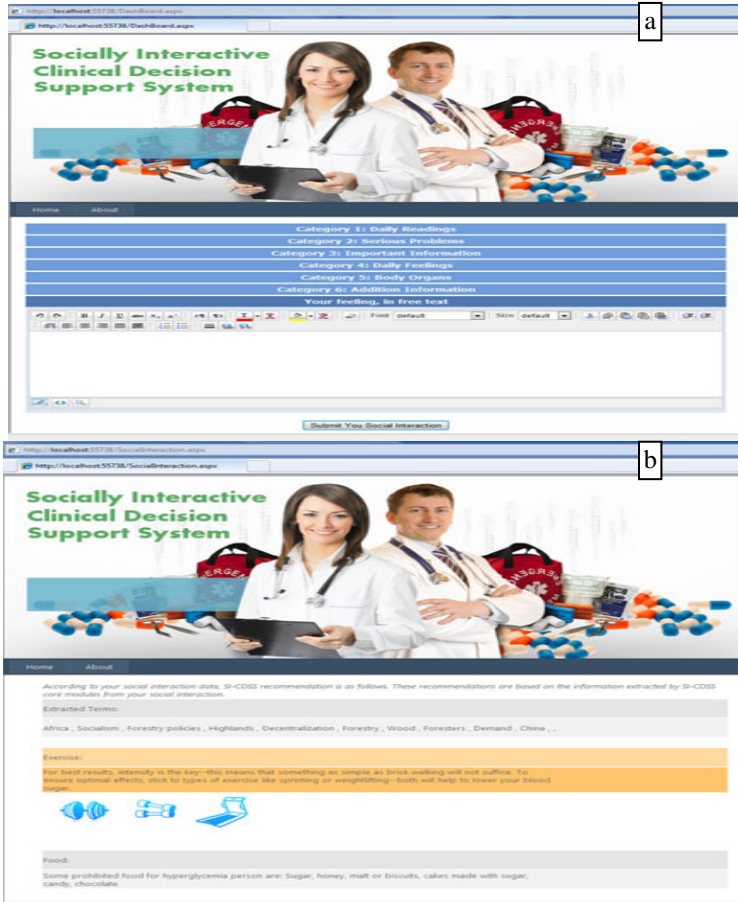 http://localhost:55738/DashBoard.aspx
a
http://localhost:55738/DashBoard.aspx
Socially Interactive
Clinical Decision
Support System
Home About
Category 1: Daily Readings
Category 2: Serious Problems
Category 3: Important Information
Category 4: Daily Feelings
Category 5: Body Organs
Category 6: Addition Information
Your feeling, in free text
Font default Size default
Submit You Social Interaction
http://localhost:55738/SocialInteraction.aspx
b
http://localhost:55738/SocialInteraction.aspx
Socially Interactive
Clinical Decision
Support System
Home About
According to your social interaction data, SI-CDSS recommendation is as follows. These recommendations are based on the information extracted by SI-CDSS
core modules from your social interaction.
Extracted Terms:
Africa , Socialism , Forestry policies , Highlands , Decentralization , Forestry , Wood , Foresters , Demand , China , ,
Exercise:
For best results, intensity is the key--this means that something as simple as brisk walking will not suffice. To
ensure optimal effects, stick to types of exercise like sprinting or weightlifting--both will help to lower your blood
sugar.
Food:
Some prohibited food for hyperglycemia person are: Sugar, honey, malt or biscuits, cakes made with sugar,
candy, chocolate